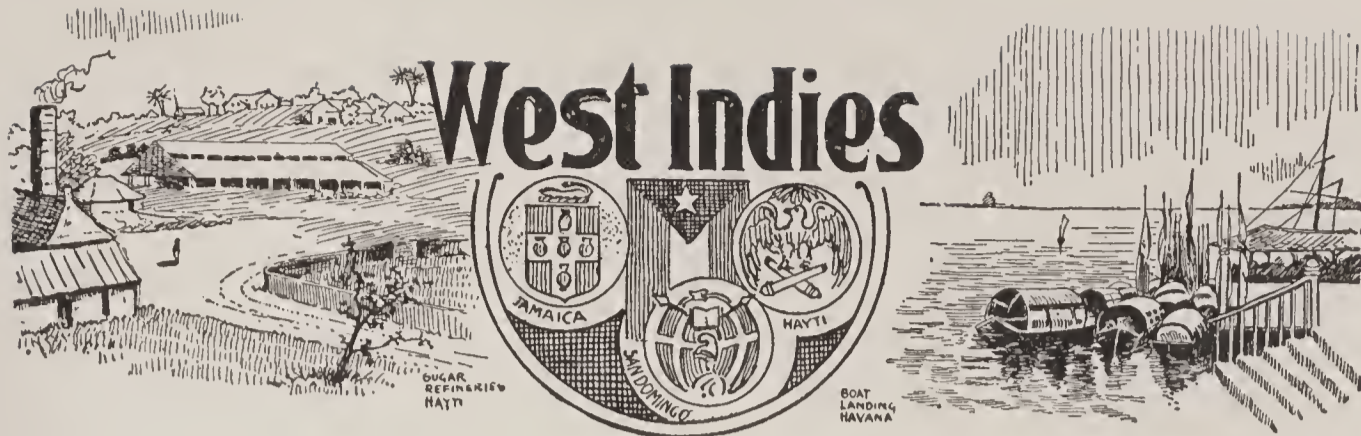 West Indies
JAMAICA
HAYTI
SAN DOMINGO
SUGAR
REFINERIES
HAYTI
BOAT
LANDING
HAVANA